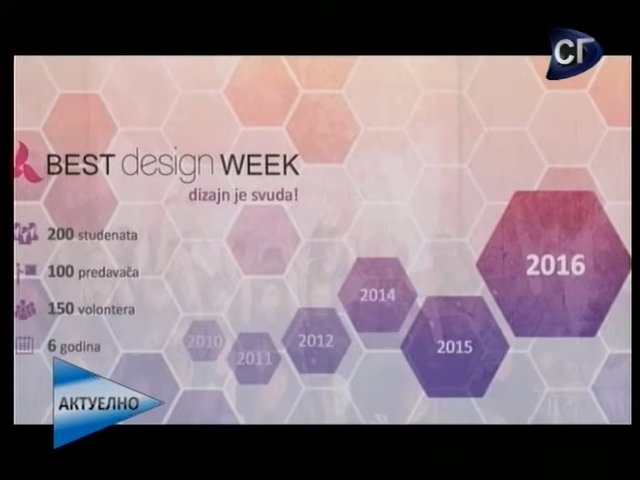 СГ
BEST design WEEK
dizajn je svuda!
200 studenata
100 predavača
150 volontera
6 godina
2010
2011
2012
2014
2015
2016
АКТУЕЛНО